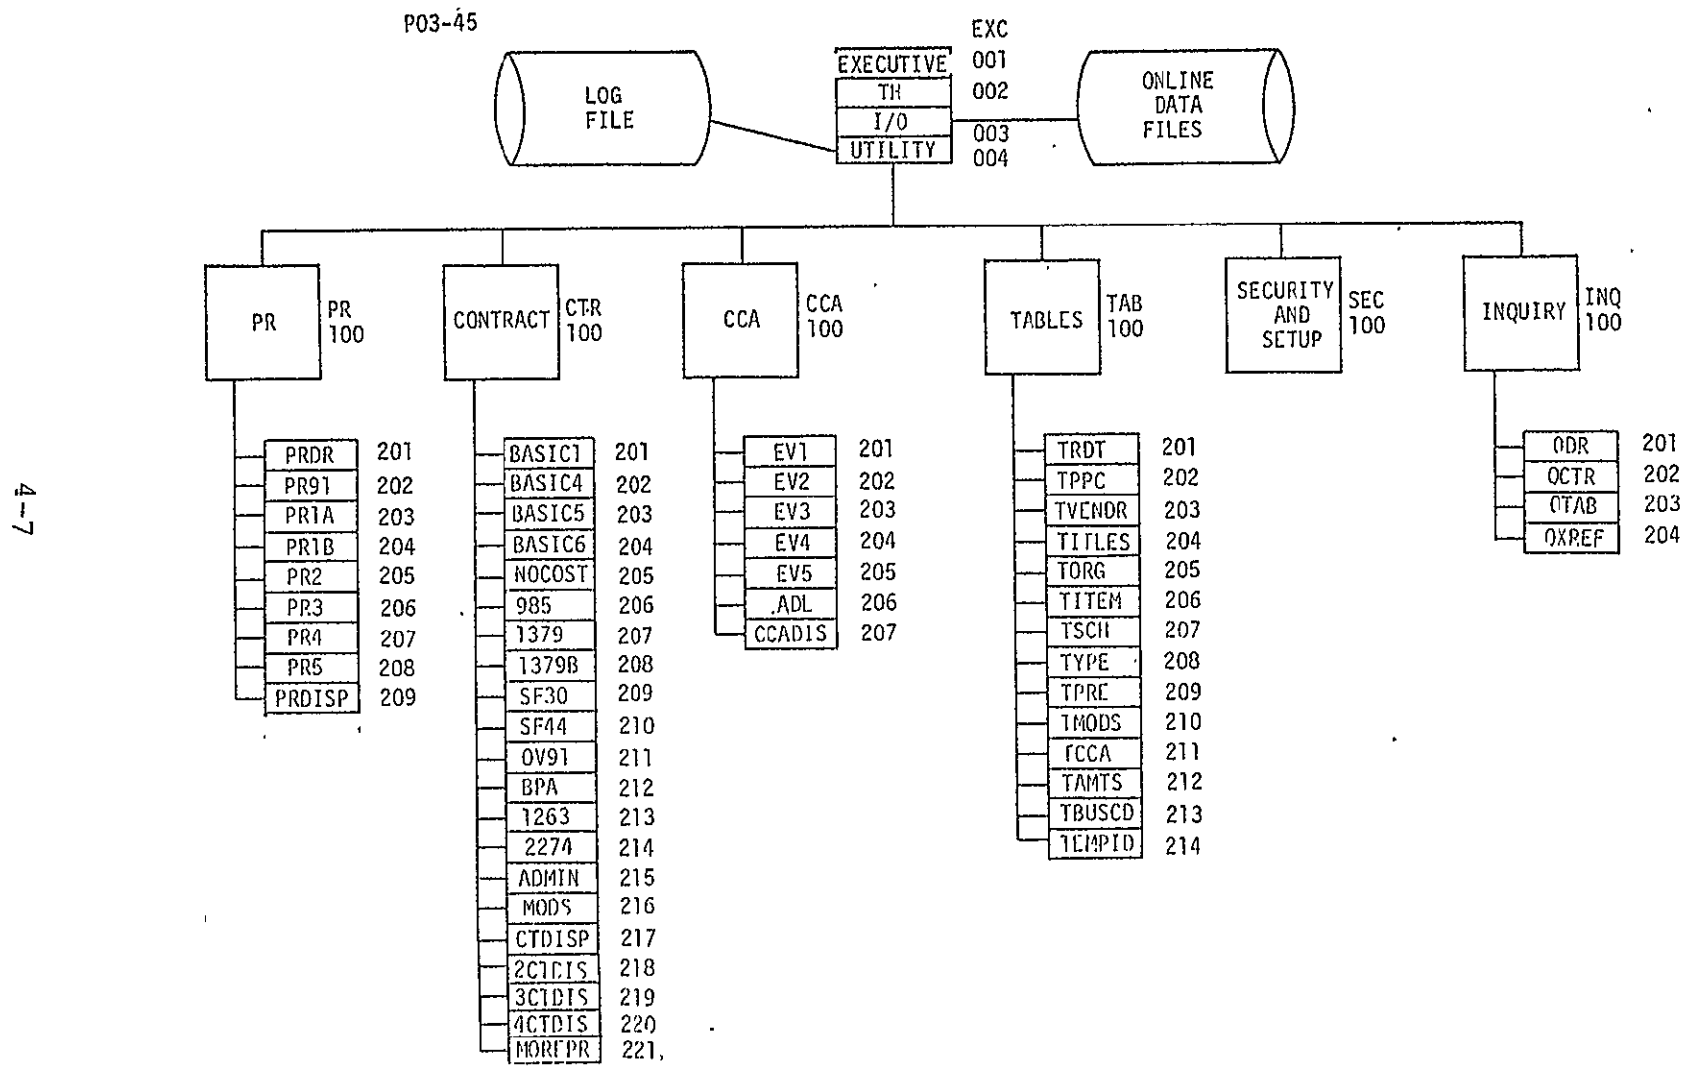 P03-45
EXC
EXECUTIVE 001
TH 002
I/O 003
UTILITY 004
LOG
FILE
ONLINE
DATA
FILES
PR
PR
100
CONTRACT
CTR
100
CCA
CCA
100
TABLES
TAB
100
SECURITY
AND
SETUP
SEC
100
INQUIRY
INQ
100
PRDR 201
PR91 202
PR1A 203
PR1B 204
PR2 205
PR3 206
PR4 207
PR5 208
PRDISP 209
BASIC1 201
BASIC4 202
BASIC5 203
BASIC6 204
NOCOST 205
985 206
1379 207
1379B 208
SF30 209
SF44 210
OV91 211
BPA 212
1263 213
2274 214
ADMIN 215
MODS 216
CTDISP 217
2CTDIS 218
3CTDIS 219
4CTDIS 220
MOREPR 221
EV1 201
EV2 202
EV3 203
EV4 204
EV5 205
ADL 206
CCADIS 207
TRDT 201
TPPC 202
TVENDR 203
TITLES 204
TORG 205
TITEM 206
TSCH 207
TYPE 208
TPRE 209
TMODS 210
TCCA 211
TAMTS 212
TBUSCD 213
TEMPID 214
QDR 201
QCTR 202
QTAB 203
QXREF 204
4-7